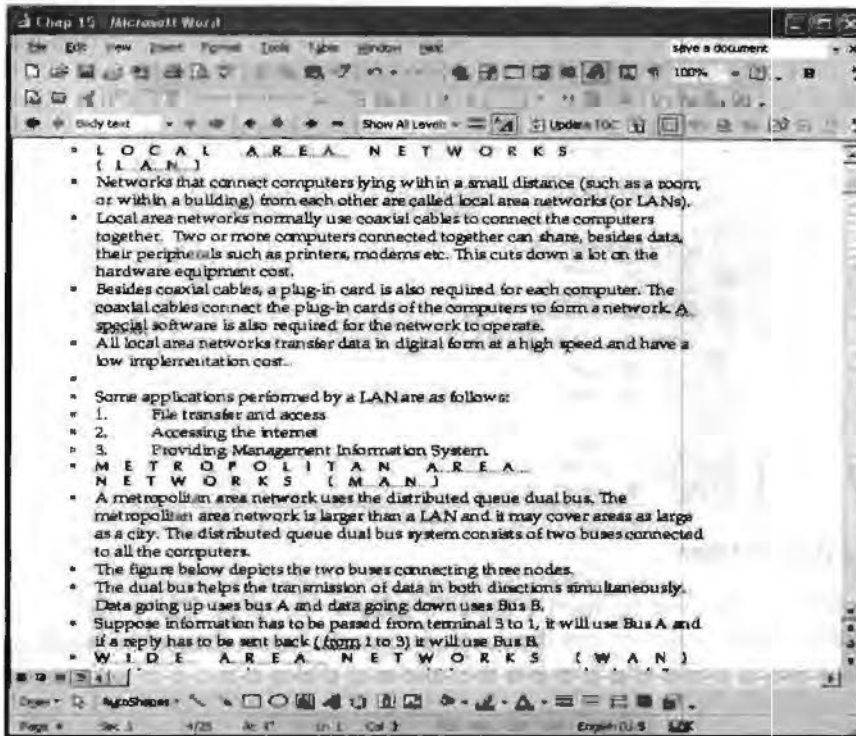 Chap 15 Microsoft Word
File Edit View Insert Format Tools Table Window Help save a document
100% B
Body text Show All Levels Update TOC
L O C A L A R E A N E T W O R K S
( L A N )
Networks that connect computers lying within a small distance (such as a room,
or within a building) from each other are called local area networks (or LANs).
Local area networks normally use coaxial cables to connect the computers
together. Two or more computers connected together can share, besides data,
their peripherals such as printers, modems etc. This cuts down a lot on the
hardware equipment cost.
Besides coaxial cables, a plug-in card is also required for each computer. The
coaxial cables connect the plug-in cards of the computers to form a network. A
special software is also required for the network to operate.
All local area networks transfer data in digital form at a high speed and have a
low implementation cost.
Some applications performed by a LAN are as follows:
1. File transfer and access
2. Accessing the internet
3. Providing Management Information System.
M E T R O P O L I T A N A R E A
N E T W O R K S ( M A N )
A metropolitan area network uses the distributed queue dual bus. The
metropolitan area network is larger than a LAN and it may cover areas as large
as a city. The distributed queue dual bus system consists of two buses connected
to all the computers.
The figure below depicts the two buses connecting three nodes.
The dual bus helps the transmission of data in both directions simultaneously.
Data going up uses bus A and data going down uses Bus B.
Suppose information has to be passed from terminal 3 to 1, it will use Bus A and
if a reply has to be sent back ( from 1 to 3) it will use Bus B.
W I D E A R E A N E T W O R K S ( W A N )
Draw AutoShapes
Page Sec 1 4/25 At Ln 1 Col English (U.S